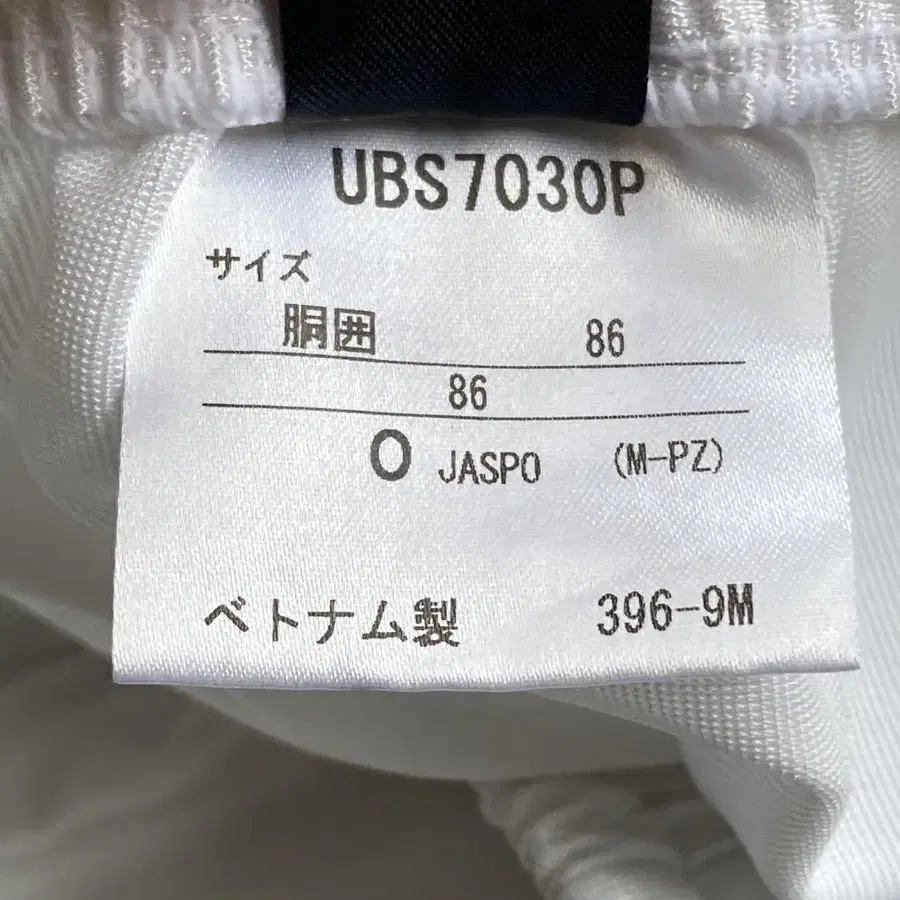 UBS7030P
サイズ
胴囲 86
86
O JASPO (M-PZ)
ベトナム製 396-9M